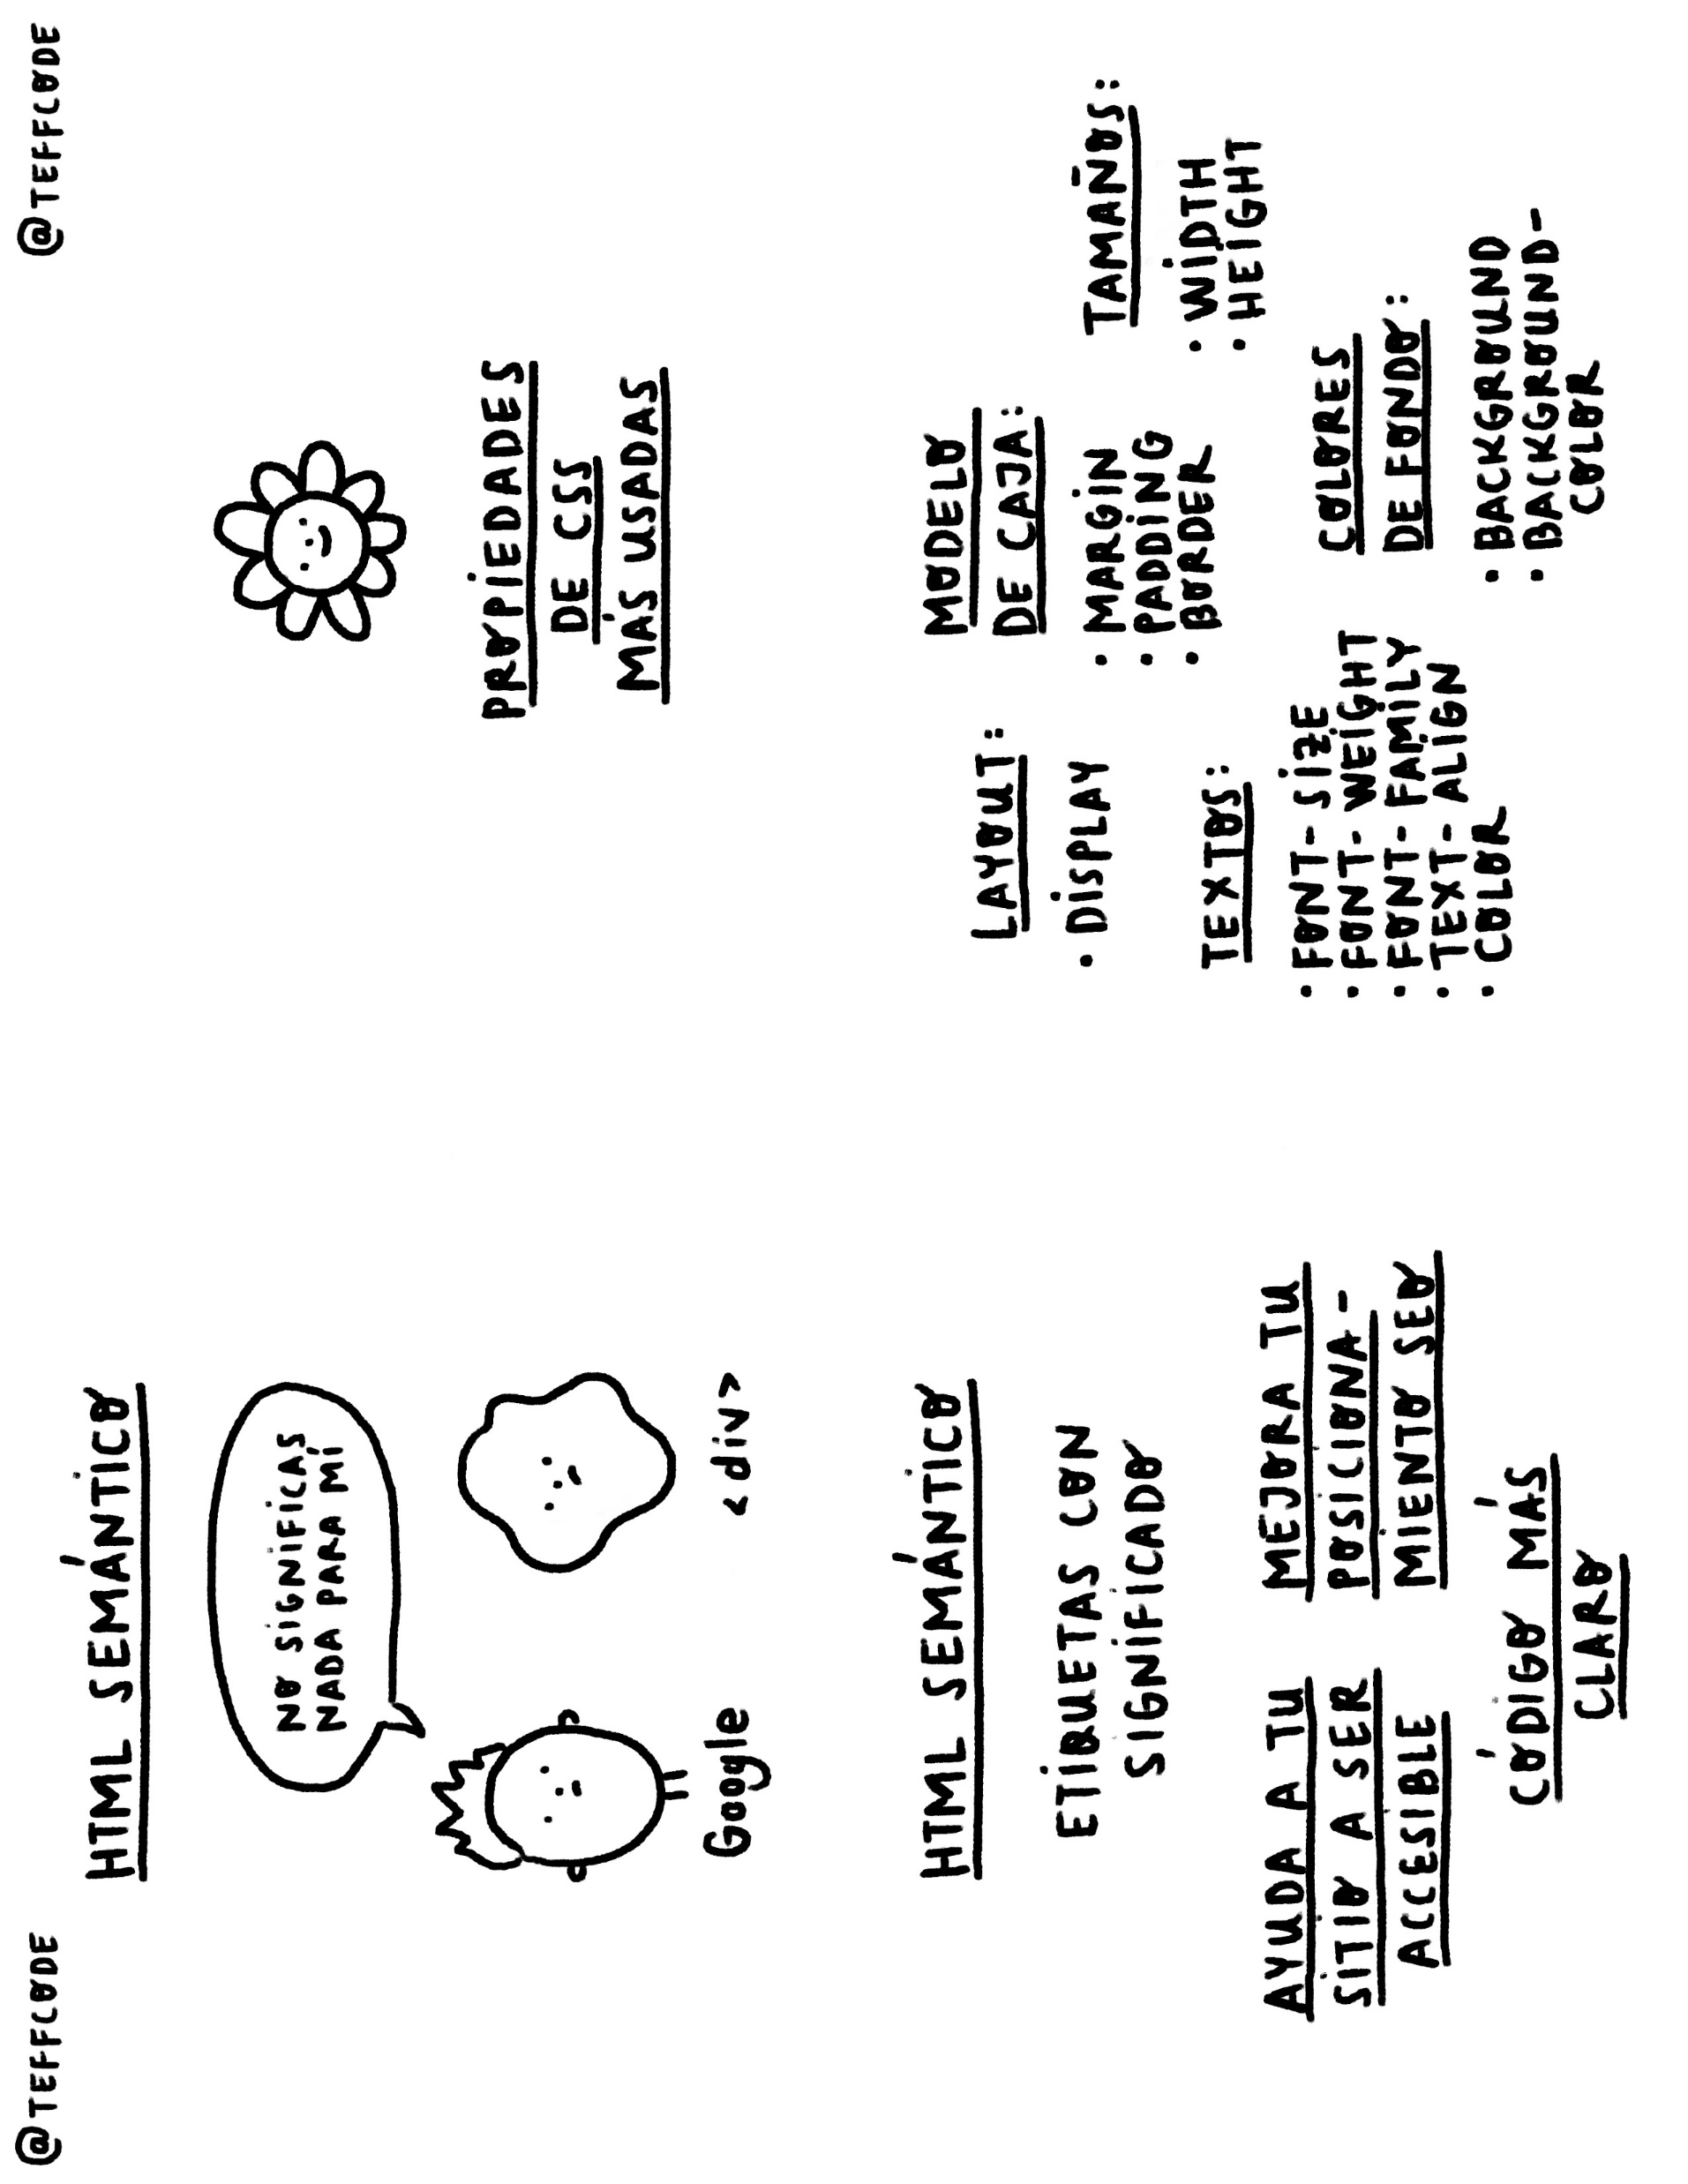 @TEFFCODE
HTML SEMÁNTICO
NO SIGNIFICAS
NADA PARA MÍ
Google
<div>
HTML SEMÁNTICO
ETIQUETAS CON
SIGNIFICADO
AYUDA A TU
SITIO A SER
ACCESIBLE
MEJORA TU
POSICIONA-
MIENTO SEO
CÓDIGO MÁS
CLARO
@TEFFCODE
PROPIEDADES
DE CSS
MÁS USADAS
LAYOUT:
• DISPLAY
MODELO
DE CAJA:
• MARGIN
• PADDING
• BORDER
TAMAÑOS:
• WIDTH
• HEIGHT
TEXTOS:
• FONT-SIZE
• FONT-WEIGHT
• FONT-FAMILY
• TEXT-ALIGN
• COLOR
COLORES
DE FONDO:
• BACKGROUND
• BACKGROUND-
COLOR